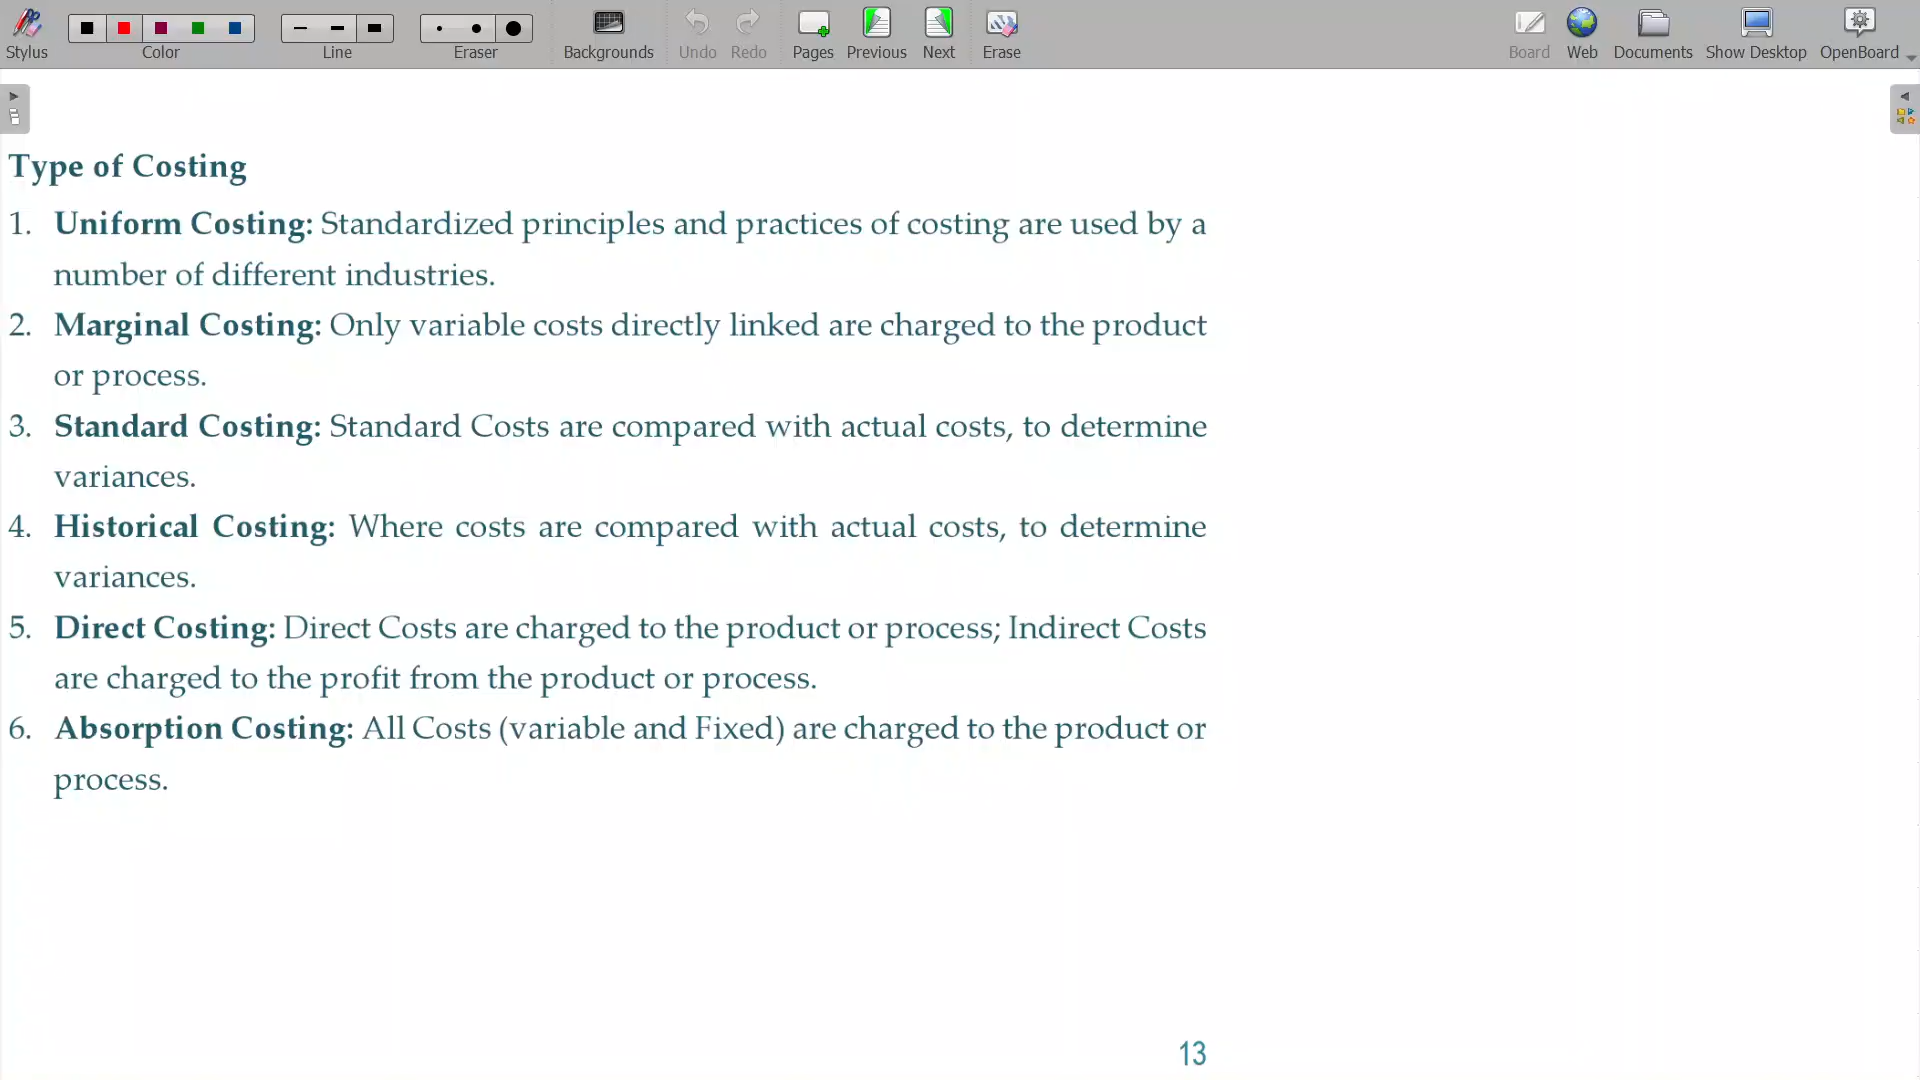 Stylus
Color
Line
Eraser
Backgrounds
Undo
Redo
Pages
Previous
Next
Erase
Board
Web
Documents
Show Desktop
OpenBoard
Type of Costing
1. Uniform Costing: Standardized principles and practices of costing are used by a
number of different industries.
2. Marginal Costing: Only variable costs directly linked are charged to the product
or process.
3. Standard Costing: Standard Costs are compared with actual costs, to determine
variances.
4. Historical Costing: Where costs are compared with actual costs, to determine
variances.
5. Direct Costing: Direct Costs are charged to the product or process; Indirect Costs
are charged to the profit from the product or process.
6. Absorption Costing: All Costs (variable and Fixed) are charged to the product or
process.
13